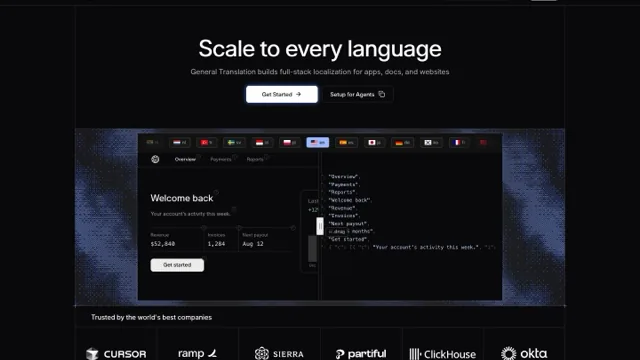 Scale to every language
General Translation builds full-stack localization for apps, docs, and websites
Get Started →
Setup for Agents
Overview Payments Reports
Welcome back
Your account's activity this week.
Revenue Invoices Next payout
$52,840 1,284 Aug 12
Get started
"Overview",
"Payments",
"Reports",
"Welcome back",
"Revenue",
"Invoices",
"Next payout",
months",
"Get started",
"Your account's activity this week.",
Trusted by the world's best companies
CURSOR
ramp
SIERRA
partiful
ClickHouse
okta